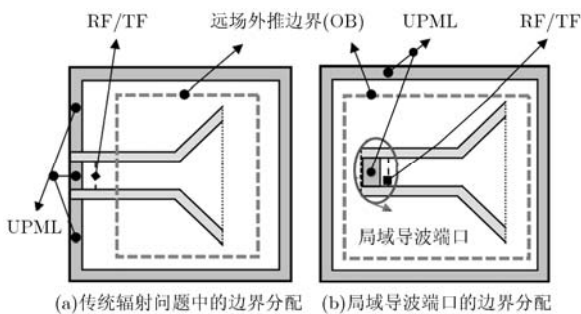 RF/TF
远场外推边界(OB)
UPML
RF/TF
UPML
局域导波端口
(a)传统辐射问题中的边界分配
(b)局域导波端口的边界分配